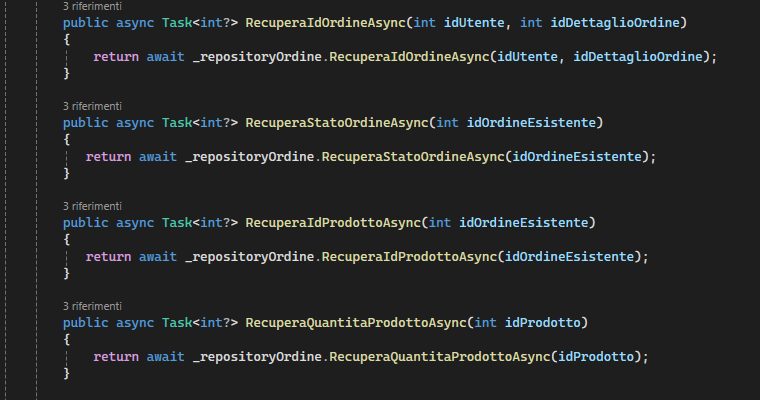 3 riferimenti
public async Task<int?> RecuperaIdOrdineAsync(int idUtente, int idDettaglioOrdine)
{
return await _repositoryOrdine.RecuperaIdOrdineAsync(idUtente, idDettaglioOrdine);
}
3 riferimenti
public async Task<int?> RecuperaStatoOrdineAsync(int idOrdineEsistente)
{
return await _repositoryOrdine.RecuperaStatoOrdineAsync(idOrdineEsistente);
}
3 riferimenti
public async Task<int?> RecuperaIdProdottoAsync(int idOrdineEsistente)
{
return await _repositoryOrdine.RecuperaIdProdottoAsync(idOrdineEsistente);
}
3 riferimenti
public async Task<int?> RecuperaQuantitaProdottoAsync(int idProdotto)
{
return await _repositoryOrdine.RecuperaQuantitaProdottoAsync(idProdotto);
}